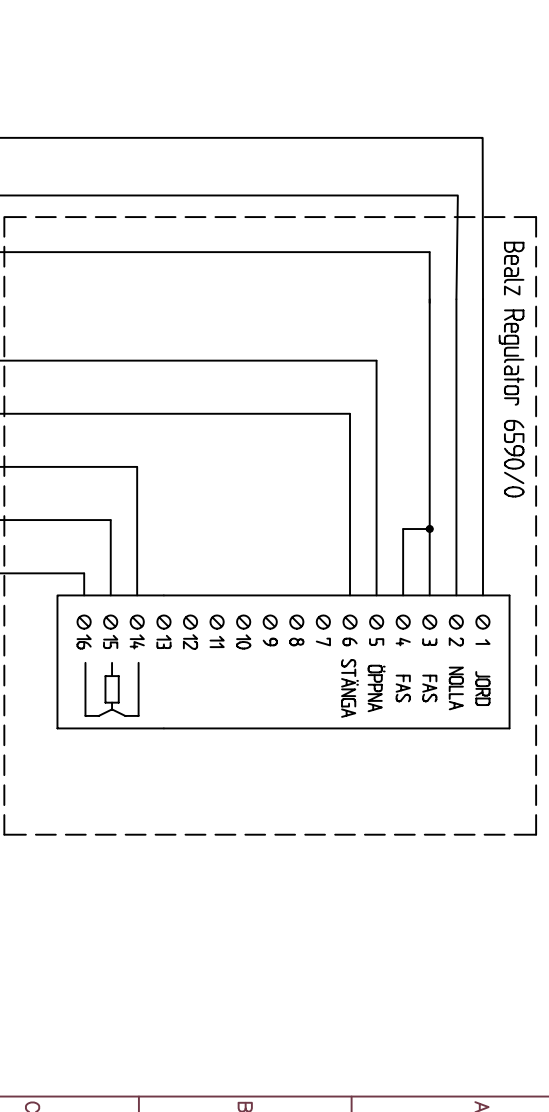 Bealz Regulator 6590/0
1 JORD
2 NOLLA
3 FAS
4 FAS
5 ÖPPNA
6 STÄNGA
7
8
9
10
11
12
13
14
15
16
A
B
C